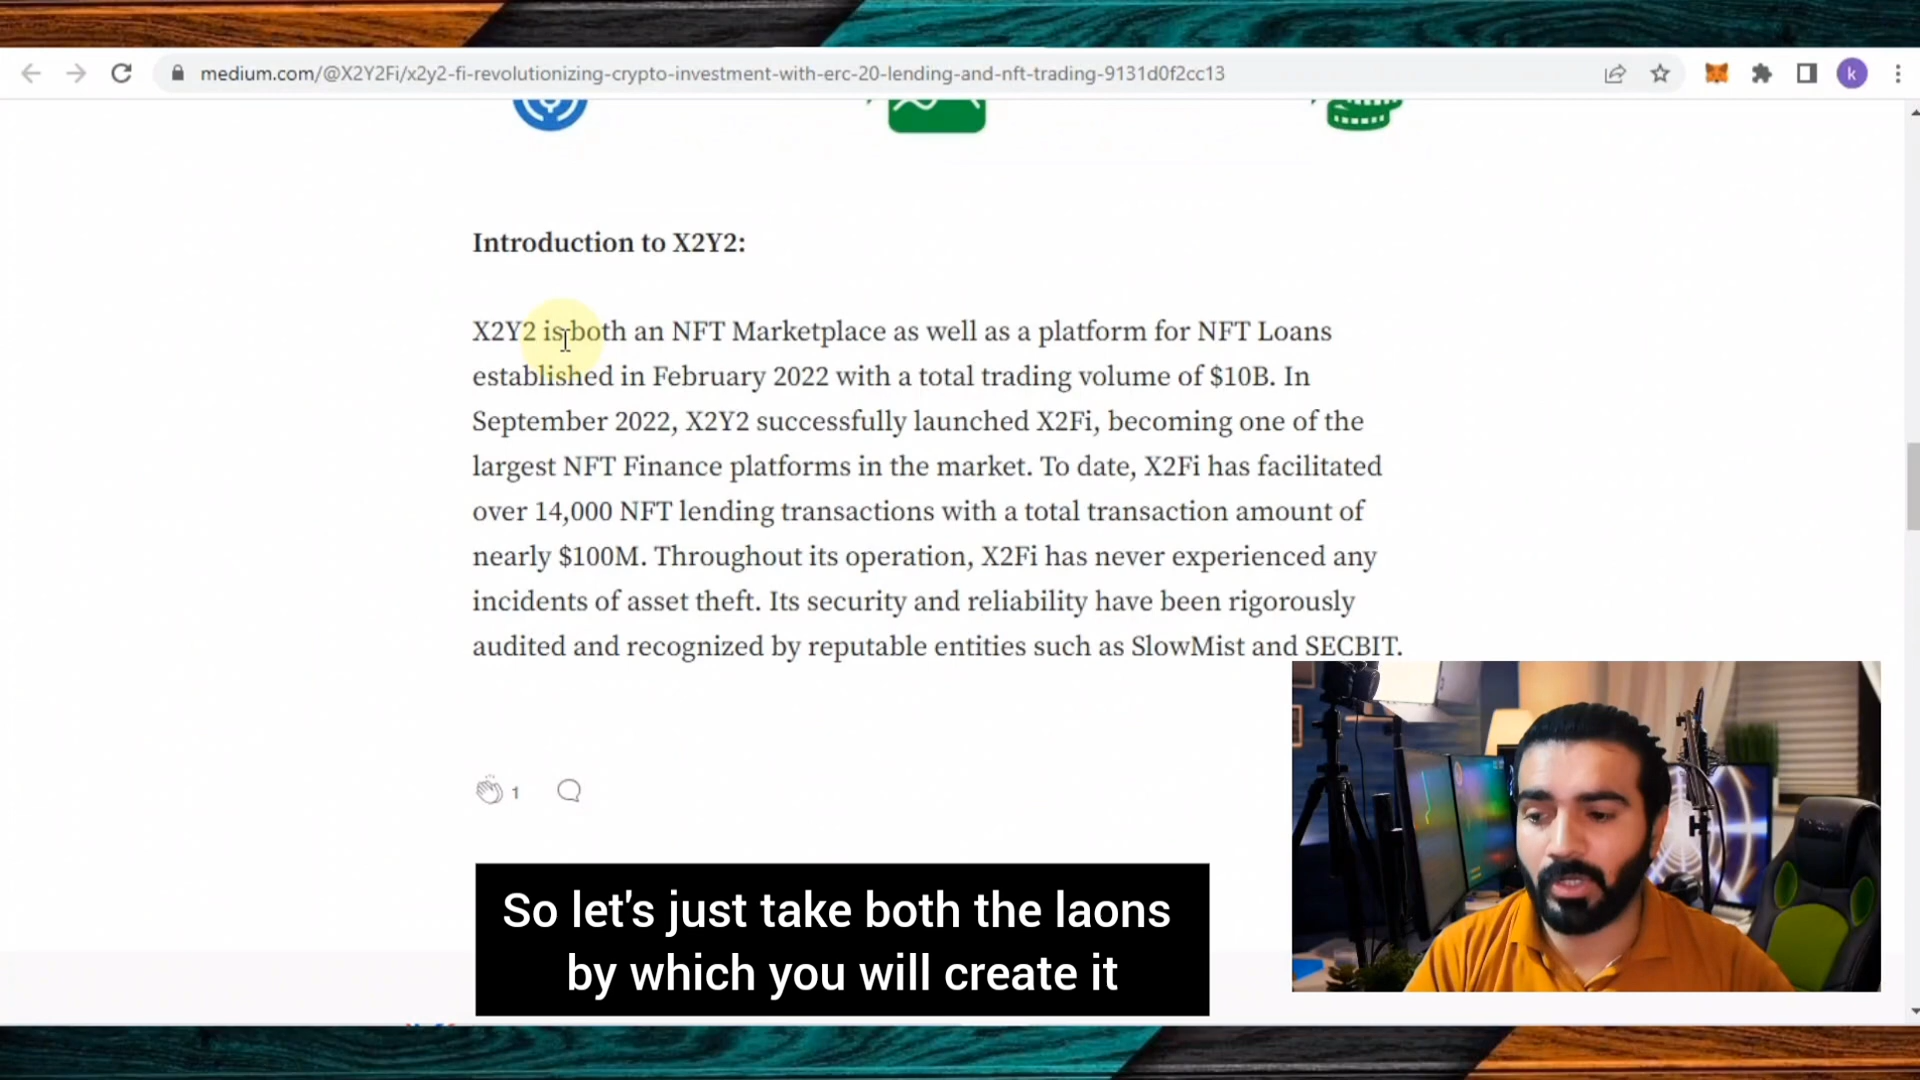 medium.com/@X2Y2Fi/x2y2-fi-revolutionizing-crypto-investment-with-erc-20-lending-and-nft-trading-9131d0f2cc13
k
Introduction to X2Y2:
X2Y2 is both an NFT Marketplace as well as a platform for NFT Loans
established in February 2022 with a total trading volume of $10B. In
September 2022, X2Y2 successfully launched X2Fi, becoming one of the
largest NFT Finance platforms in the market. To date, X2Fi has facilitated
over 14,000 NFT lending transactions with a total transaction amount of
nearly $100M. Throughout its operation, X2Fi has never experienced any
incidents of asset theft. Its security and reliability have been rigorously
audited and recognized by reputable entities such as SlowMist and SECBIT.
1
So let's just take both the laons
by which you will create it